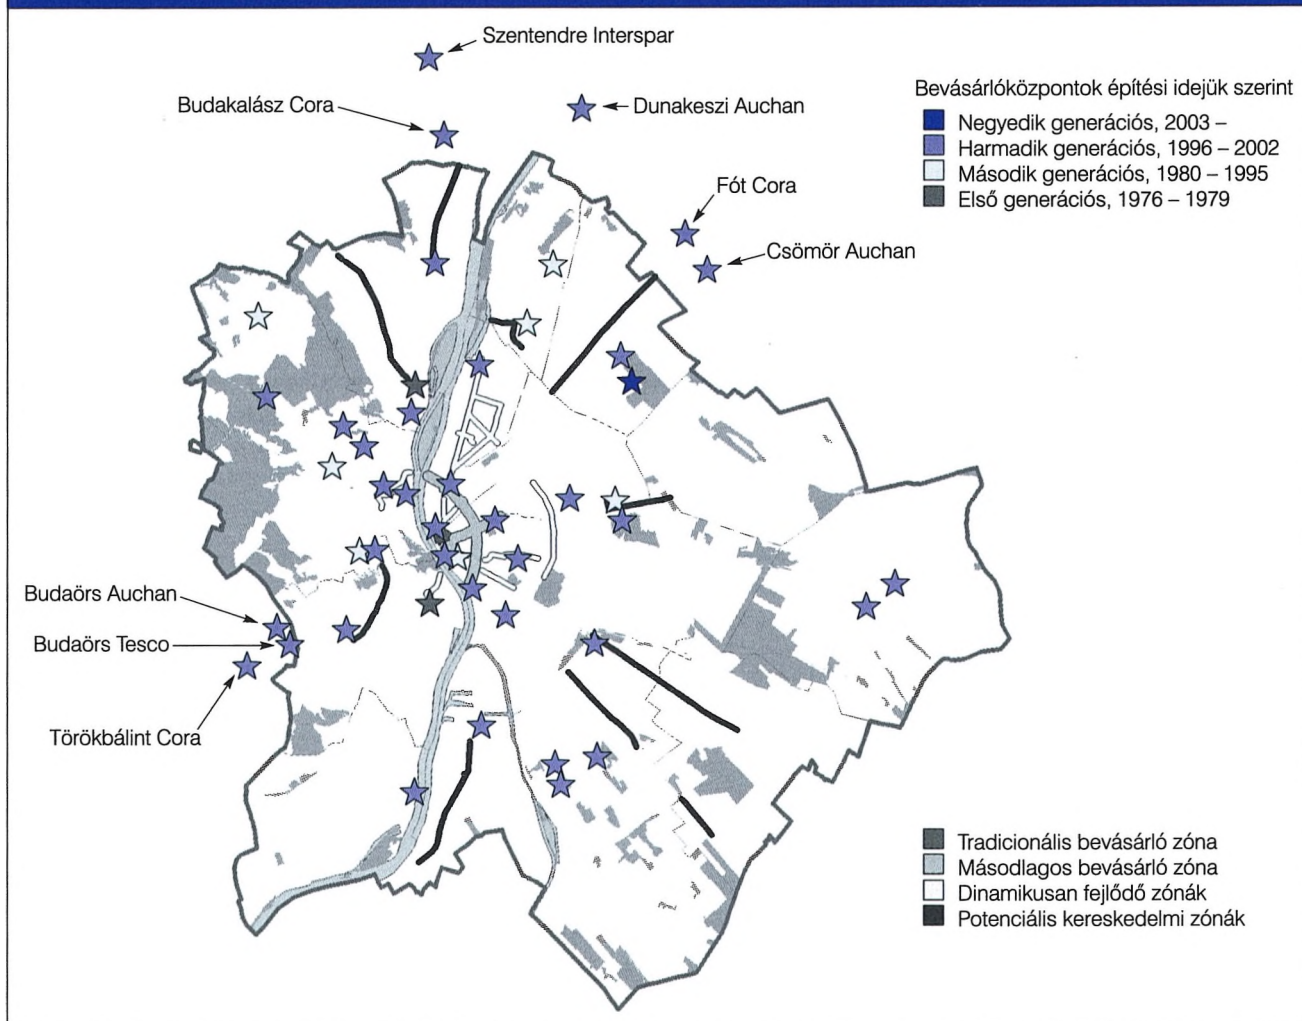 Szentendre Interspar
Budakalász Cora
Dunakeszi Auchan
Bevásárlóközpontok építési idejük szerint
Negyedik generációs, 2003 –
Harmadik generációs, 1996 – 2002
Második generációs, 1980 – 1995
Első generációs, 1976 – 1979
Fót Cora
Csömör Auchan
Budaörs Auchan
Budaörs Tesco
Törökbálint Cora
Tradicionális bevásárló zóna
Másodlagos bevásárló zóna
Dinamikusan fejlődő zónák
Potenciális kereskedelmi zónák